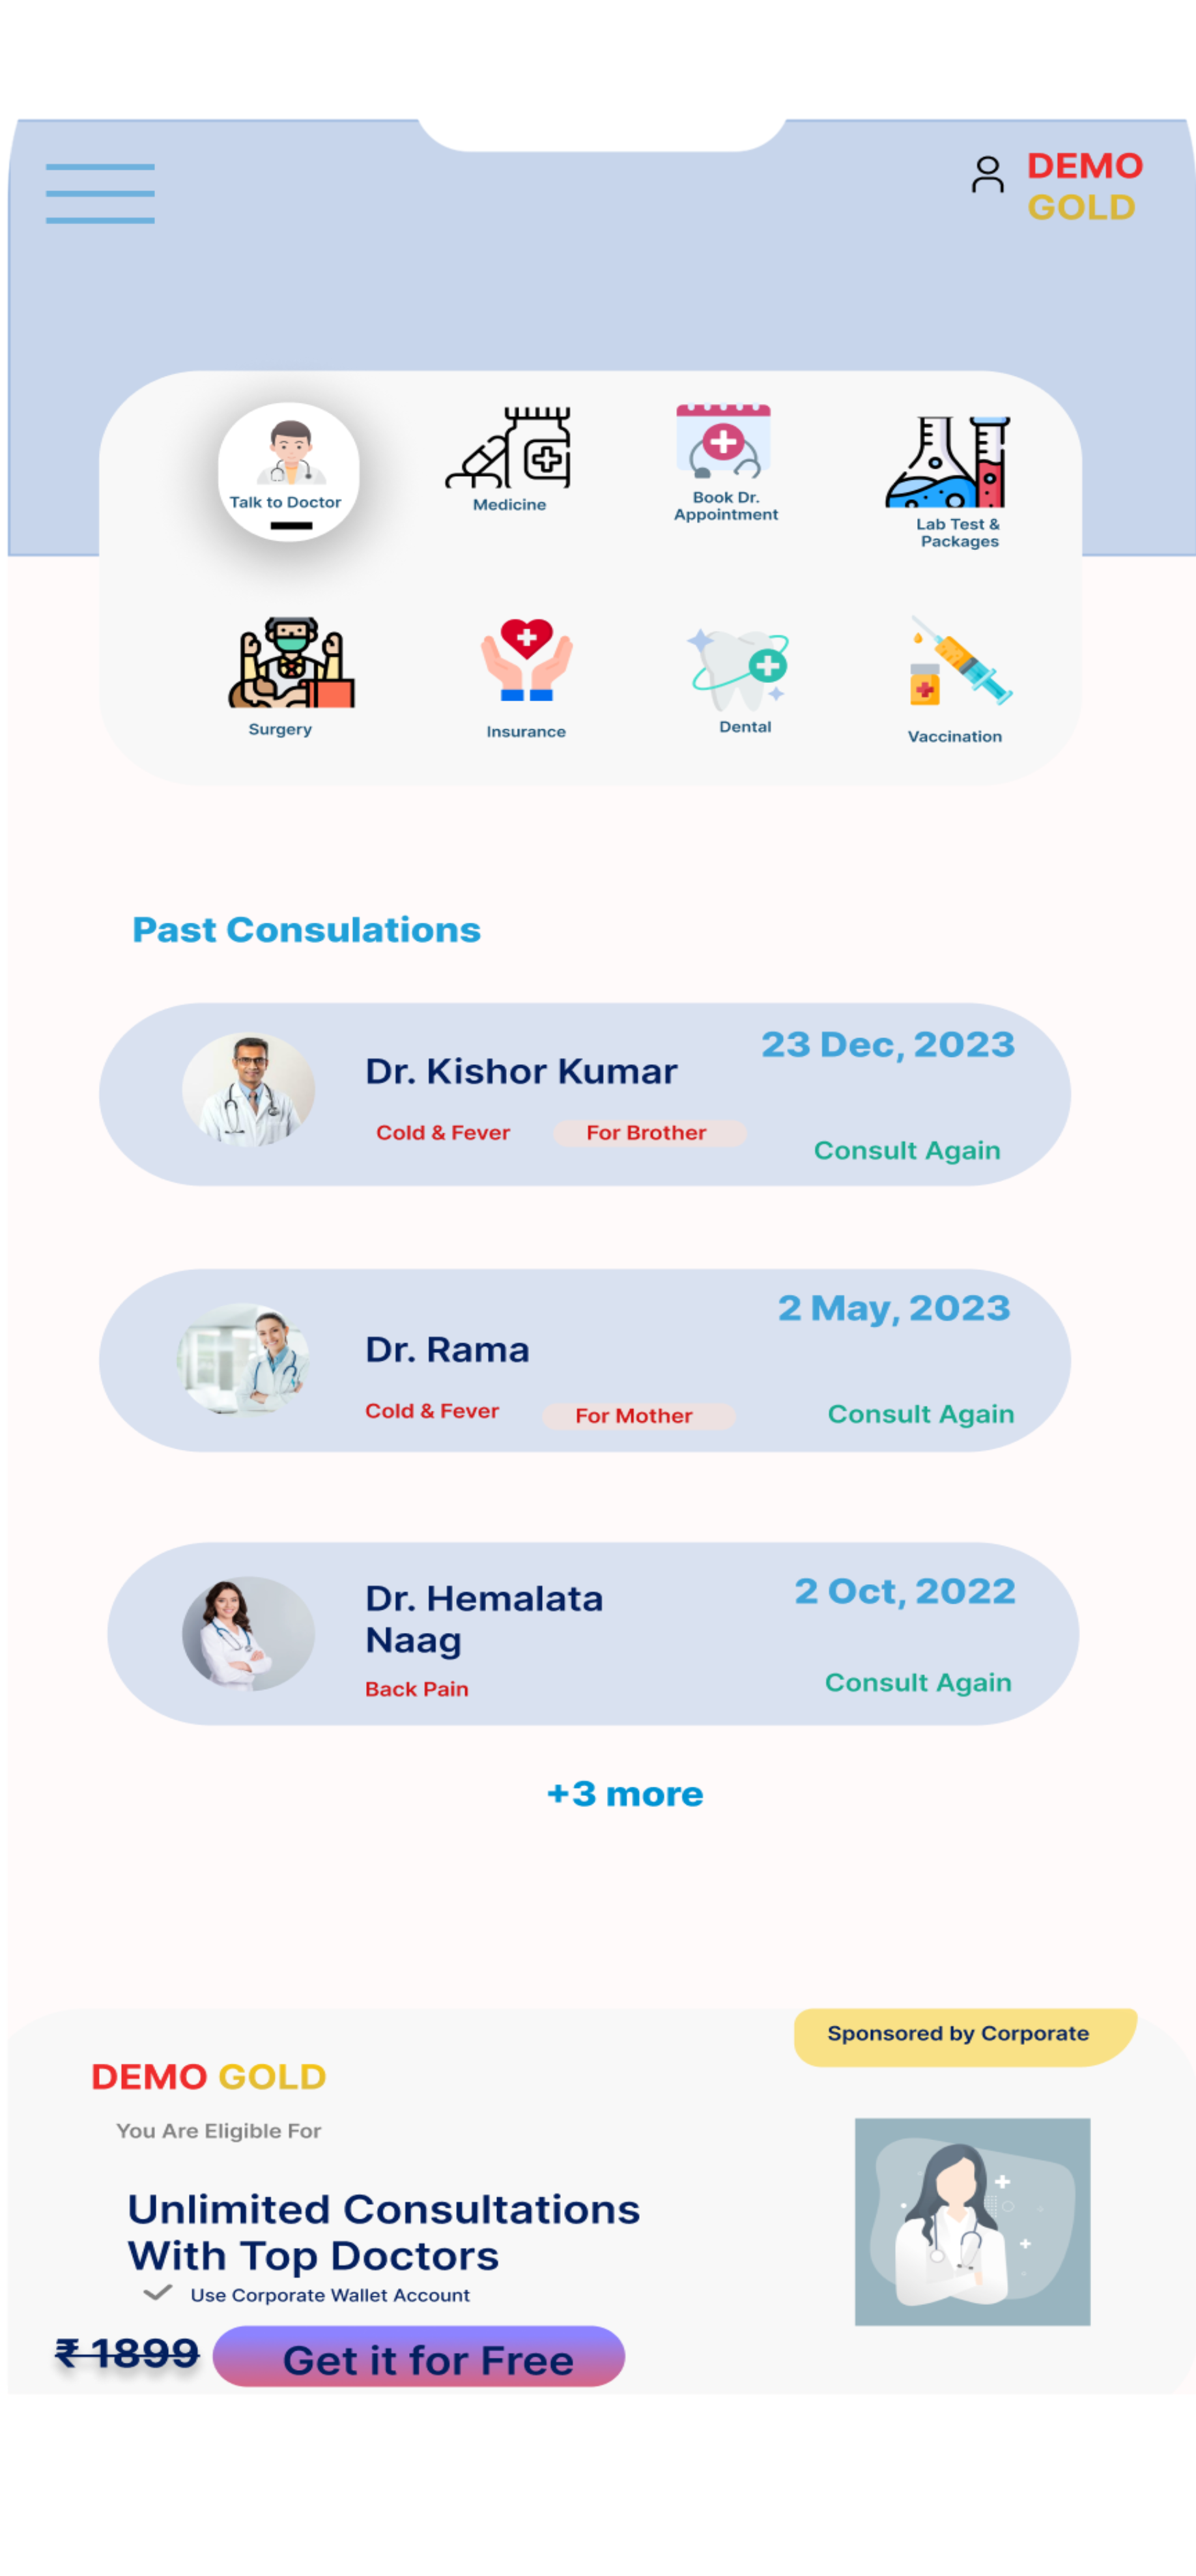 DEMO
GOLD
Talk to Doctor
Medicine
Book Dr.
Appointment
Lab Test &
Packages
Surgery
Insurance
Dental
Vaccination
Past Consulations
Dr. Kishor Kumar
23 Dec, 2023
Cold & Fever
For Brother
Consult Again
Dr. Rama
2 May, 2023
Cold & Fever
For Mother
Consult Again
Dr. Hemalata
Naag
2 Oct, 2022
Back Pain
Consult Again
+3 more
Sponsored by Corporate
DEMO GOLD
You Are Eligible For
Unlimited Consultations
With Top Doctors
Use Corporate Wallet Account
₹ 1899
Get it for Free